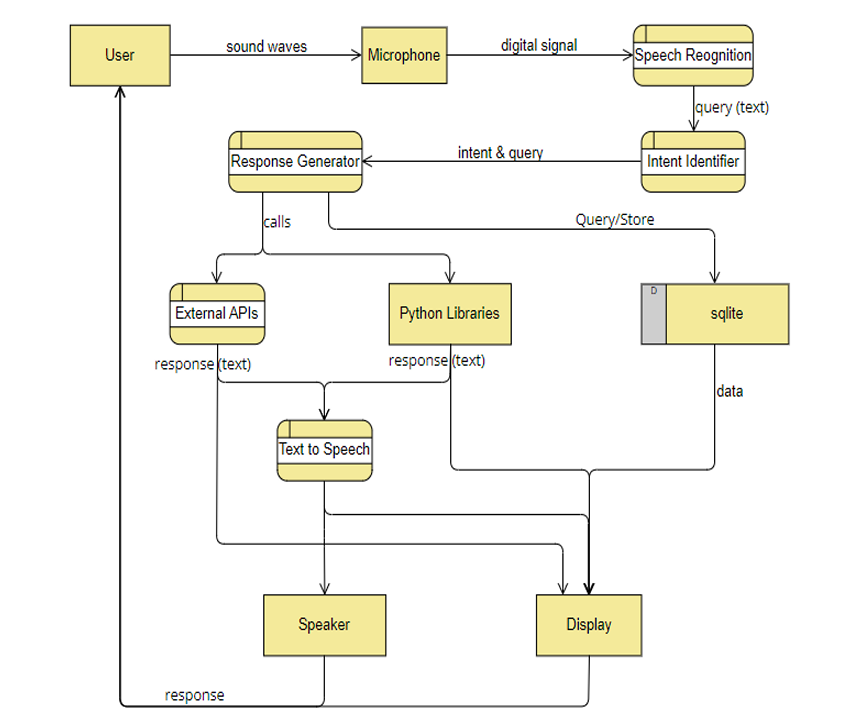 User
sound waves
Microphone
digital signal
Speech Reognition
query (text)
Response Generator
intent & query
Intent Identifier
calls
Query/Store
External APIs
Python Libraries
D
sqlite
response (text)
response (text)
data
Text to Speech
Speaker
Display
response